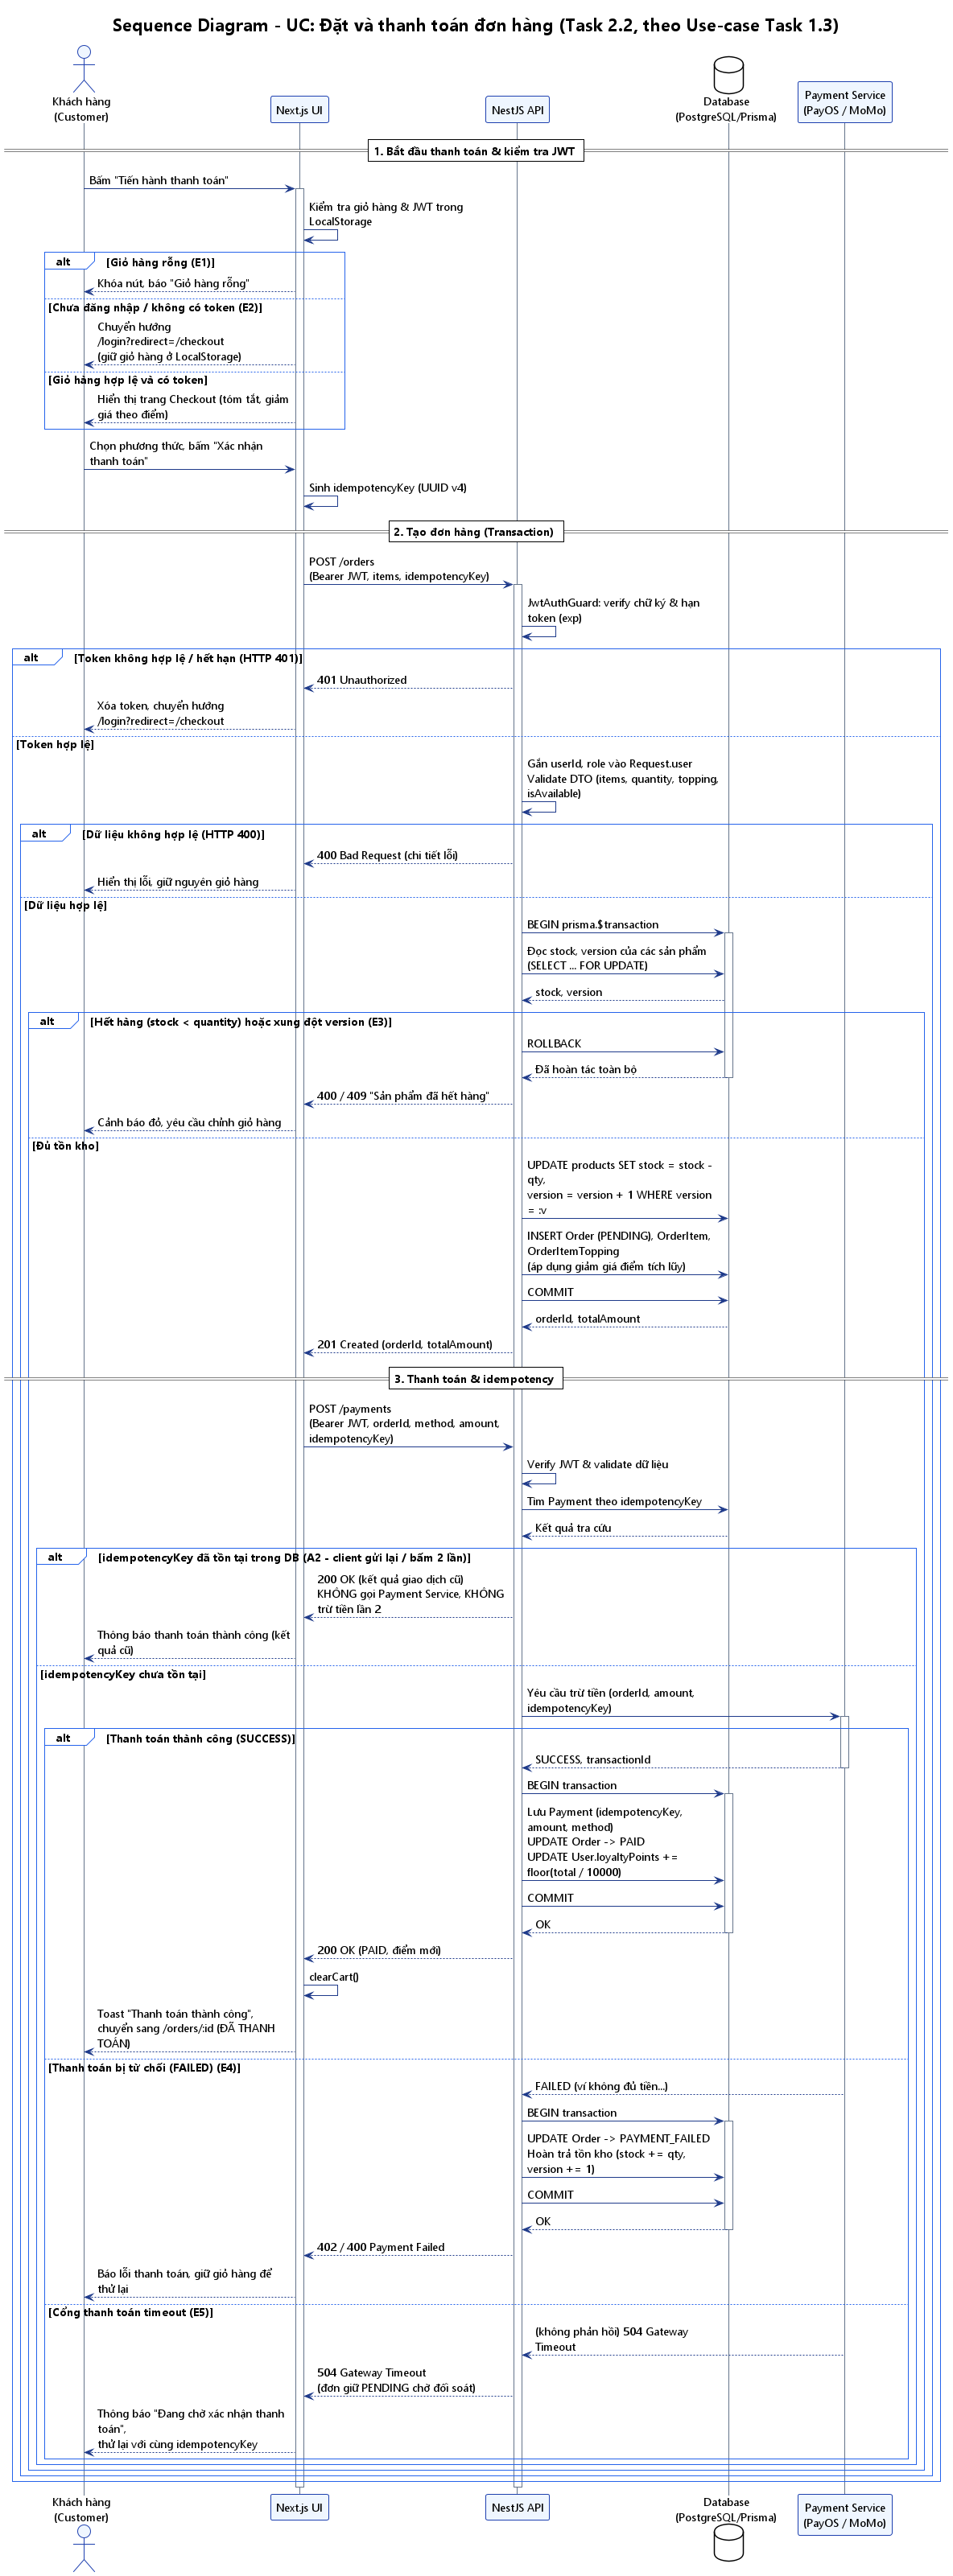 Sequence Diagram - UC: Đặt và thanh toán đơn hàng (Task 2.2, theo Use-case Task 1.3)
Khách hàng
(Customer)
Next.js UI
NestJS API
Database
(PostgreSQL/Prisma)
Payment Service
(PayOS / MoMo)
1. Bắt đầu thanh toán & kiểm tra JWT
Bấm "Tiến hành thanh toán"
Kiểm tra giỏ hàng & JWT trong
LocalStorage
alt
[Giỏ hàng rỗng (E1)]
Khóa nút, báo "Giỏ hàng rỗng"
[Chưa đăng nhập / không có token (E2)]
Chuyển hướng
/login?redirect=/checkout
(giữ giỏ hàng ở LocalStorage)
[Giỏ hàng hợp lệ và có token]
Hiển thị trang Checkout (tóm tắt, giảm
giá theo điểm)
Chọn phương thức, bấm "Xác nhận
thanh toán"
Sinh idempotencyKey (UUID v4)
2. Tạo đơn hàng (Transaction)
POST /orders
(Bearer JWT, items, idempotencyKey)
JwtAuthGuard: verify chữ ký & hạn
token (exp)
alt
[Token không hợp lệ / hết hạn (HTTP 401)]
401 Unauthorized
Xóa token, chuyển hướng
/login?redirect=/checkout
[Token hợp lệ]
Gắn userId, role vào Request.user
Validate DTO (items, quantity, topping,
isAvailable)
alt
[Dữ liệu không hợp lệ (HTTP 400)]
400 Bad Request (chi tiết lỗi)
Hiển thị lỗi, giữ nguyên giỏ hàng
[Dữ liệu hợp lệ]
BEGIN prisma.$transaction
Đọc stock, version của các sản phẩm
(SELECT ... FOR UPDATE)
stock, version
alt
[Hết hàng (stock < quantity) hoặc xung đột version (E3)]
ROLLBACK
Đã hoàn tác toàn bộ
400 / 409 "Sản phẩm đã hết hàng"
Cảnh báo đỏ, yêu cầu chỉnh giỏ hàng
[Đủ tồn kho]
UPDATE products SET stock = stock -
qty,
version = version + 1 WHERE version
= :v
INSERT Order (PENDING), OrderItem,
OrderItemTopping
(áp dụng giảm giá điểm tích lũy)
COMMIT
orderId, totalAmount
201 Created (orderId, totalAmount)
3. Thanh toán & idempotency
POST /payments
(Bearer JWT, orderId, method, amount,
idempotencyKey)
Verify JWT & validate dữ liệu
Tìm Payment theo idempotencyKey
Kết quả tra cứu
alt
[idempotencyKey đã tồn tại trong DB (A2 - client gửi lại / bấm 2 lần)]
200 OK (kết quả giao dịch cũ)
KHÔNG gọi Payment Service, KHÔNG
trừ tiền lần 2
Thông báo thanh toán thành công (kết
quả cũ)
[idempotencyKey chưa tồn tại]
Yêu cầu trừ tiền (orderId, amount,
idempotencyKey)
alt
[Thanh toán thành công (SUCCESS)]
SUCCESS, transactionId
BEGIN transaction
Lưu Payment (idempotencyKey,
amount, method)
UPDATE Order -> PAID
UPDATE User.loyaltyPoints +=
floor(total / 10000)
COMMIT
OK
200 OK (PAID, điểm mới)
clearCart()
Toast "Thanh toán thành công",
chuyển sang /orders/:id (ĐÃ THANH
TOÁN)
[Thanh toán bị từ chối (FAILED) (E4)]
FAILED (ví không đủ tiền...)
BEGIN transaction
UPDATE Order -> PAYMENT_FAILED
Hoàn trả tồn kho (stock += qty,
version += 1)
COMMIT
OK
402 / 400 Payment Failed
Báo lỗi thanh toán, giữ giỏ hàng để
thử lại
[Cổng thanh toán timeout (E5)]
(không phản hồi) 504 Gateway
Timeout
504 Gateway Timeout
(đơn giữ PENDING chờ đối soát)
Thông báo "Đang chờ xác nhận thanh
toán",
thử lại với cùng idempotencyKey
Khách hàng
(Customer)
Next.js UI
NestJS API
Database
(PostgreSQL/Prisma)
Payment Service
(PayOS / MoMo)